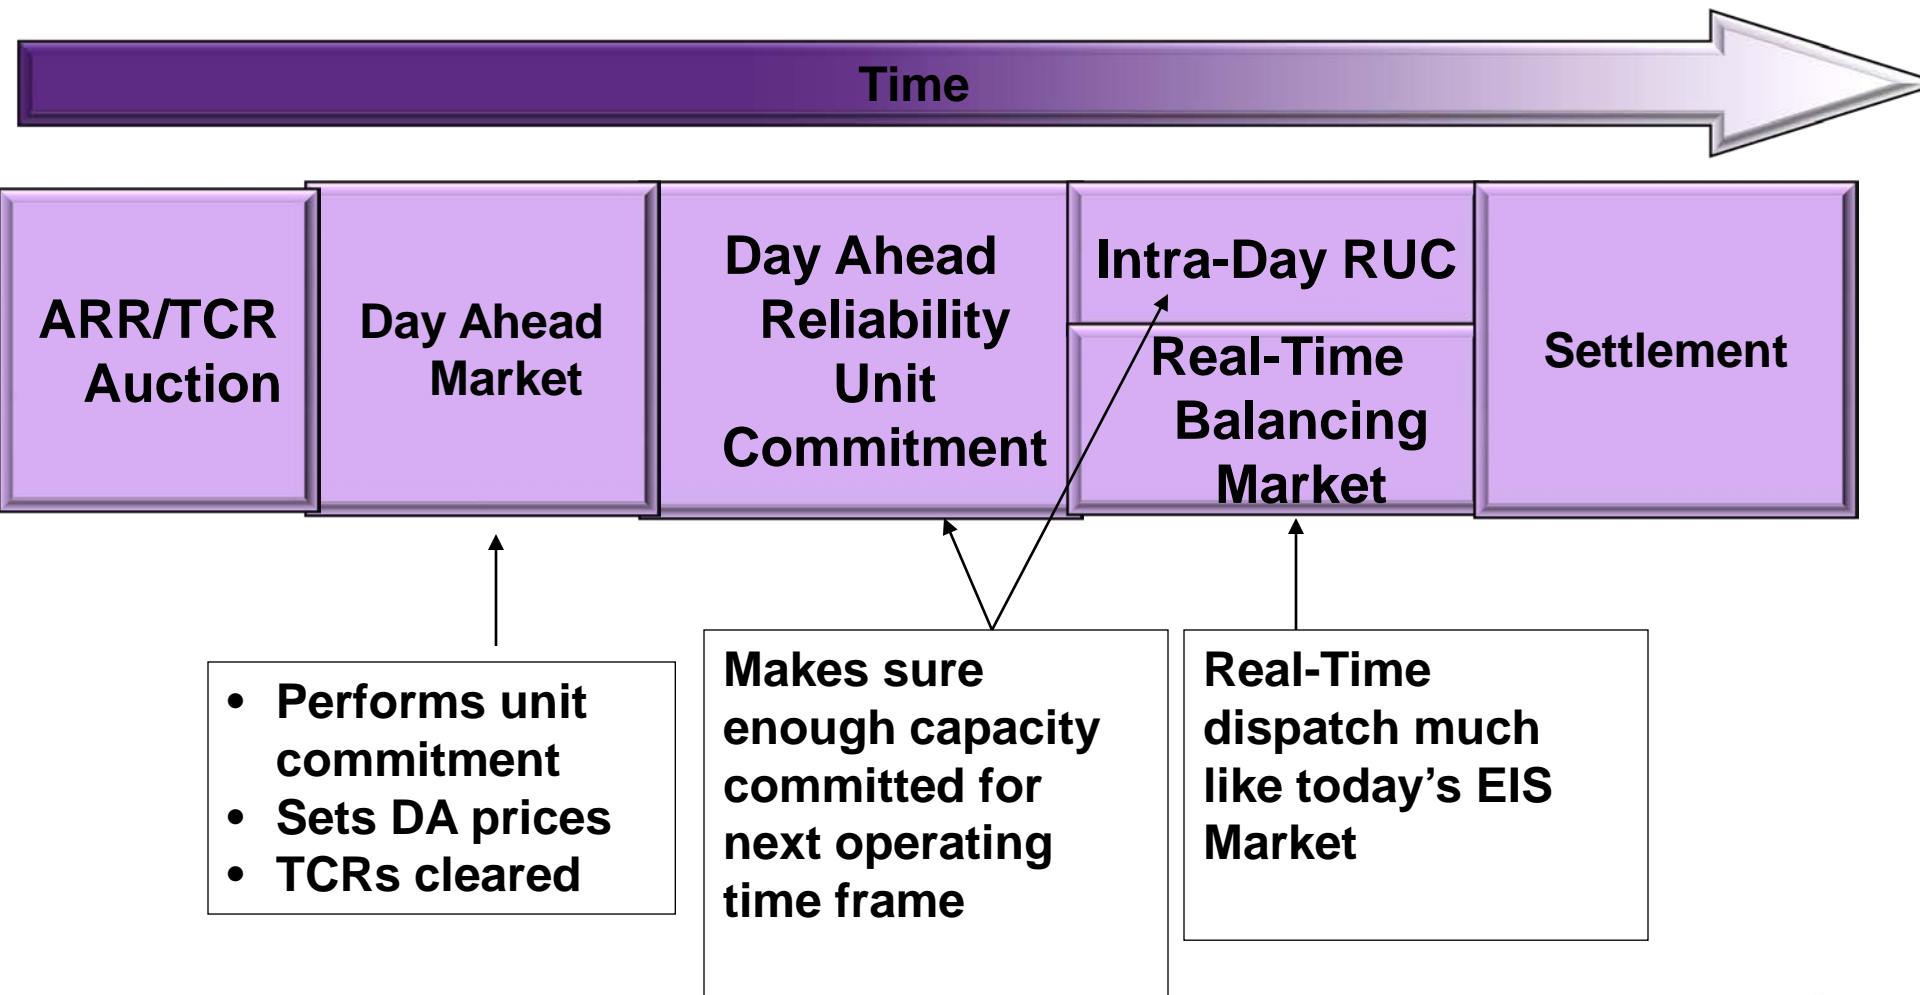 Time
ARR/TCR
Auction
Day Ahead
Market
Day Ahead
Reliability
Unit
Commitment
Intra-Day RUC
Real-Time
Balancing
Market
Settlement
• Performs unit
commitment
• Sets DA prices
• TCRs cleared
Makes sure
enough capacity
committed for
next operating
time frame
Real-Time
dispatch much
like today’s EIS
Market